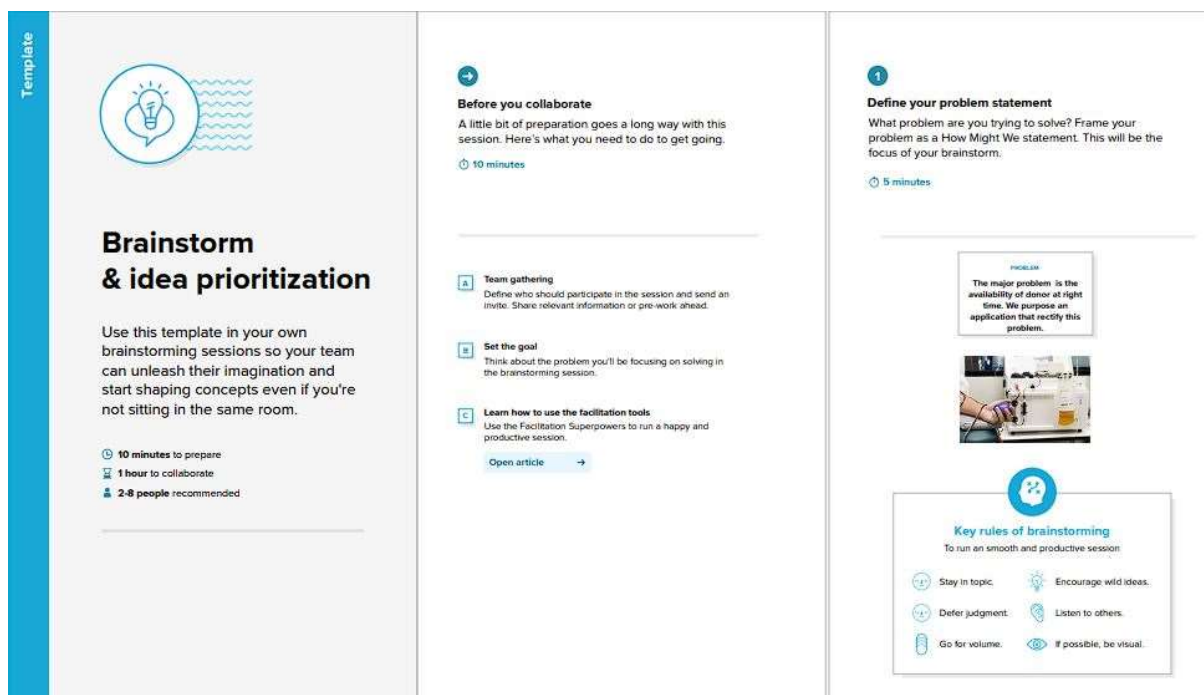 Template
Brainstorm
& idea prioritization
Use this template in your own
brainstorming sessions so your team
can unleash their imagination and
start shaping concepts even if you're
not sitting in the same room.
10 minutes to prepare
1 hour to collaborate
2-8 people recommended
Before you collaborate
A little bit of preparation goes a long way with this
session. Here's what you need to do to get going.
10 minutes
A
Team gathering
Define who should participate in the session and send an
invite. Share relevant information or pre-work ahead.
B
Set the goal
Think about the problem you'll be focusing on solving in
the brainstorming session.
C
Learn how to use the facilitation tools
Use the Facilitation Superpowers to run a happy and
productive session.
Open article
1
Define your problem statement
What problem are you trying to solve? Frame your
problem as a How Might We statement. This will be the
focus of your brainstorm.
5 minutes
PROBLEM
The major problem is the
availability of donor at right
time. We purpose an
application that rectify this
problem.
Key rules of brainstorming
To run an smooth and productive session
Stay in topic.
Encourage wild ideas.
Defer judgment.
Listen to others.
Go for volume.
If possible, be visual.